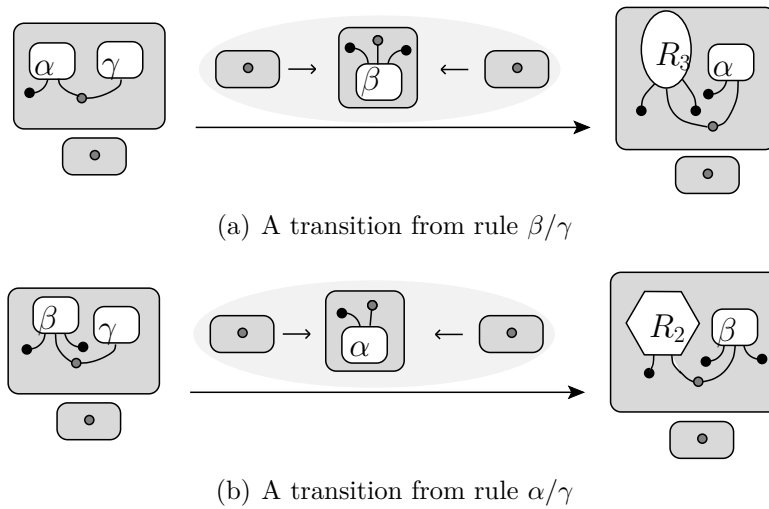 α γ β R₃ α
(a) A transition from rule β/γ
β γ α R₂ β
(b) A transition from rule α/γ